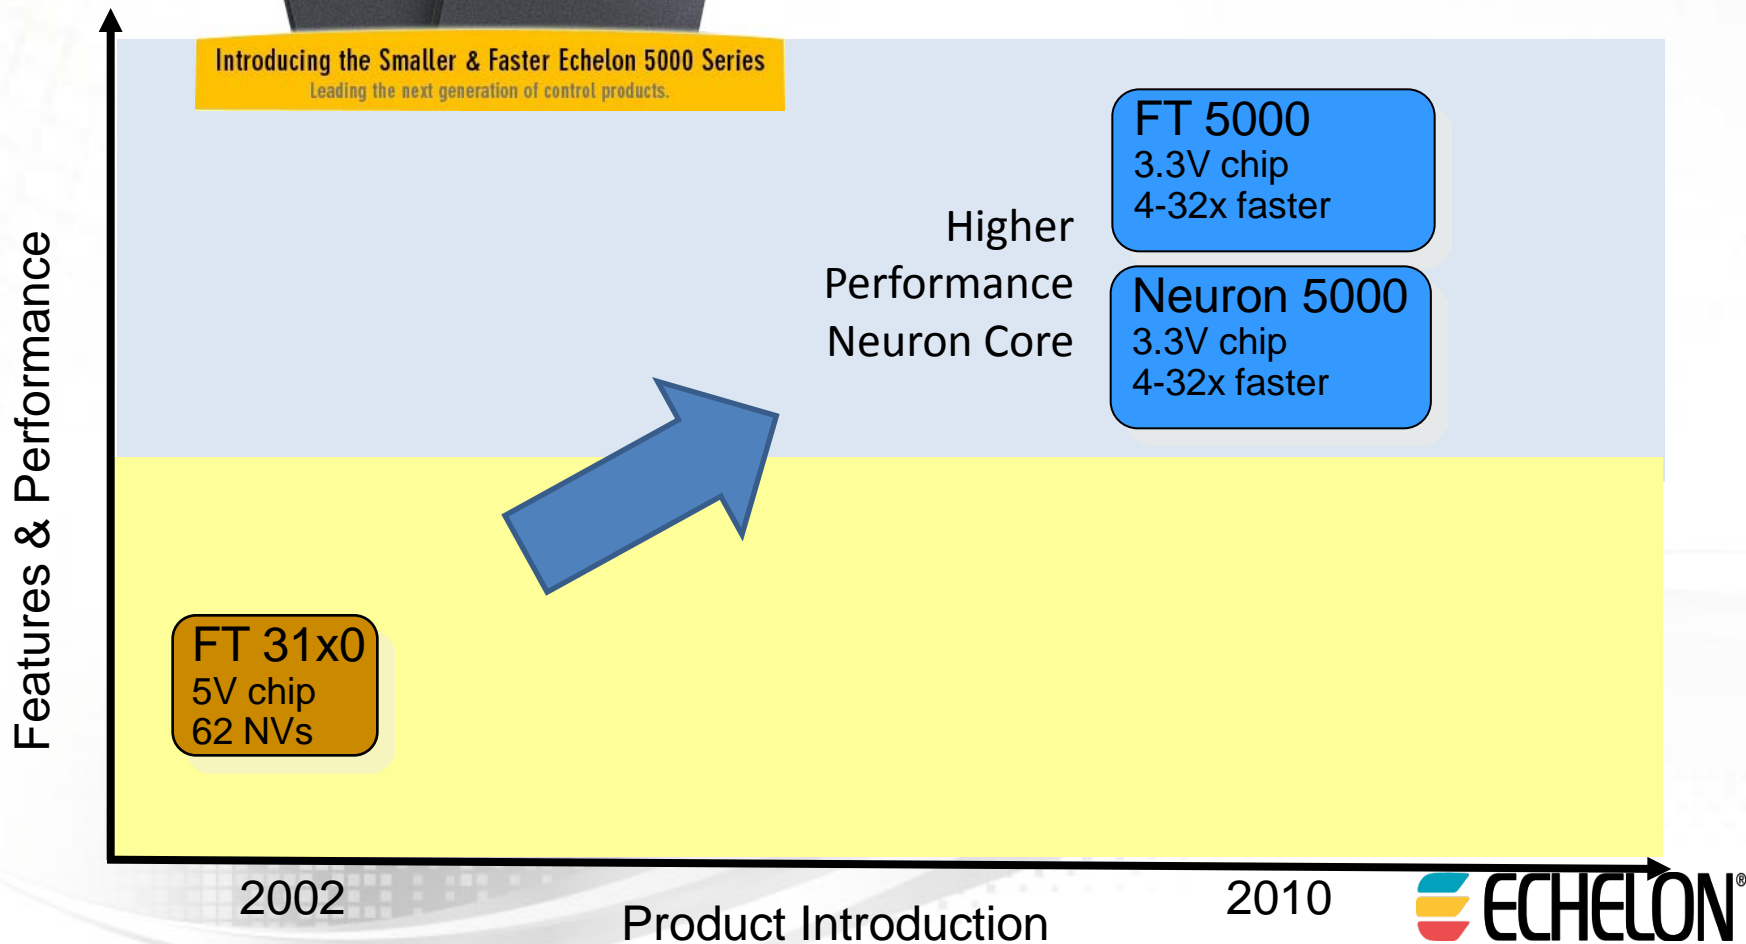 Introducing the Smaller & Faster Echelon 5000 Series
Leading the next generation of control products.
FT 5000
3.3V chip
4-32x faster
Higher
Performance
Neuron Core
Neuron 5000
3.3V chip
4-32x faster
Features & Performance
FT 31x0
5V chip
62 NVs
2002
2010
Product Introduction
ECHELON®